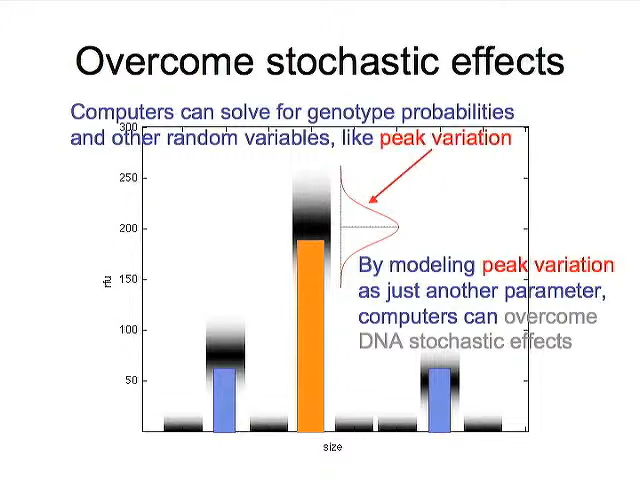 Overcome stochastic effects
Computers can solve for genotype probabilities
and other random variables, like peak variation
300
250
200
150
100
50
rfu
By modeling peak variation
as just another parameter,
computers can overcome
DNA stochastic effects
size